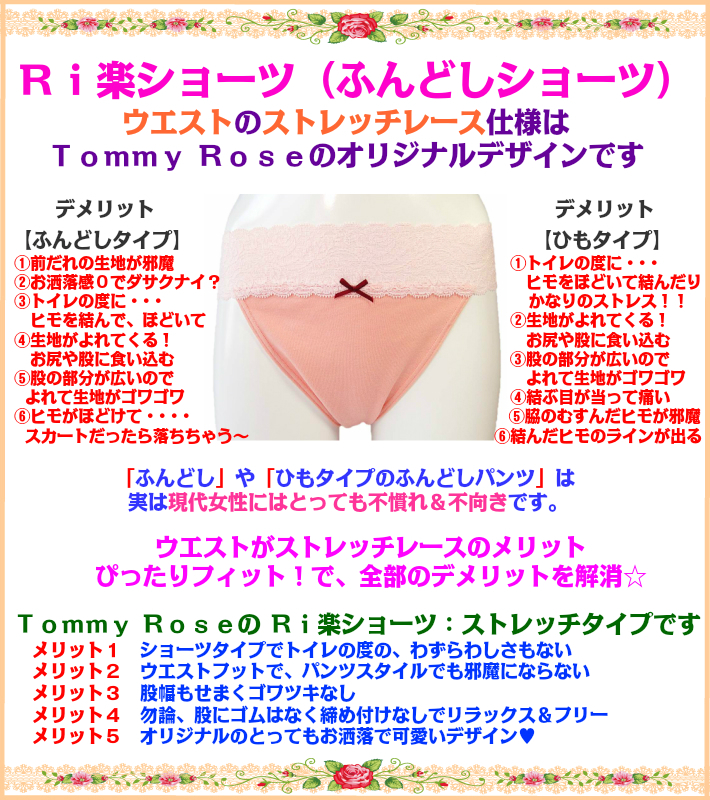 Ｒｉ楽ショーツ（ふんどしショーツ）
ウエストのストレッチレース仕様は
Ｔｏｍｍｙ Ｒｏｓｅのオリジナルデザインです
デメリット
【ふんどしタイプ】
①前だれの生地が邪魔
②お洒落感０でダサクナイ？
③トイレの度に・・・
ヒモを結んで、ほどいて
④生地がよれてくる！
お尻や股に食い込む
⑤股の部分が広いので
よれて生地がゴワゴワ
⑥ヒモがほどけて・・・・
スカートだったら落ちちゃう～
デメリット
【ひもタイプ】
①トイレの度に・・・
ヒモをほどいて結んだり
かなりのストレス！！
②生地がよれてくる！
お尻や股に食い込む
③股の部分が広いので
よれて生地がゴワゴワ
④結ぶ目が当って痛い
⑤脇のむすんだヒモが邪魔
⑥結んだヒモのラインが出る
「ふんどし」や「ひもタイプのふんどしパンツ」は
実は現代女性にはとっても不慣れ＆不向きです。
ウエストがストレッチレースのメリット
ぴったりフィット！で、全部のデメリットを解消☆
Ｔｏｍｍｙ Ｒｏｓｅの Ｒｉ楽ショーツ：ストレッチタイプです
メリット１ ショーツタイプでトイレの度の、わずらわしさもない
メリット２ ウエストフットで、パンツスタイルでも邪魔にならない
メリット３ 股幅もせまくゴワツキなし
メリット４ 勿論、股にゴムはなく締め付けなしでリラックス＆フリー
メリット５ オリジナルのとってもお洒落で可愛いデザイン♥